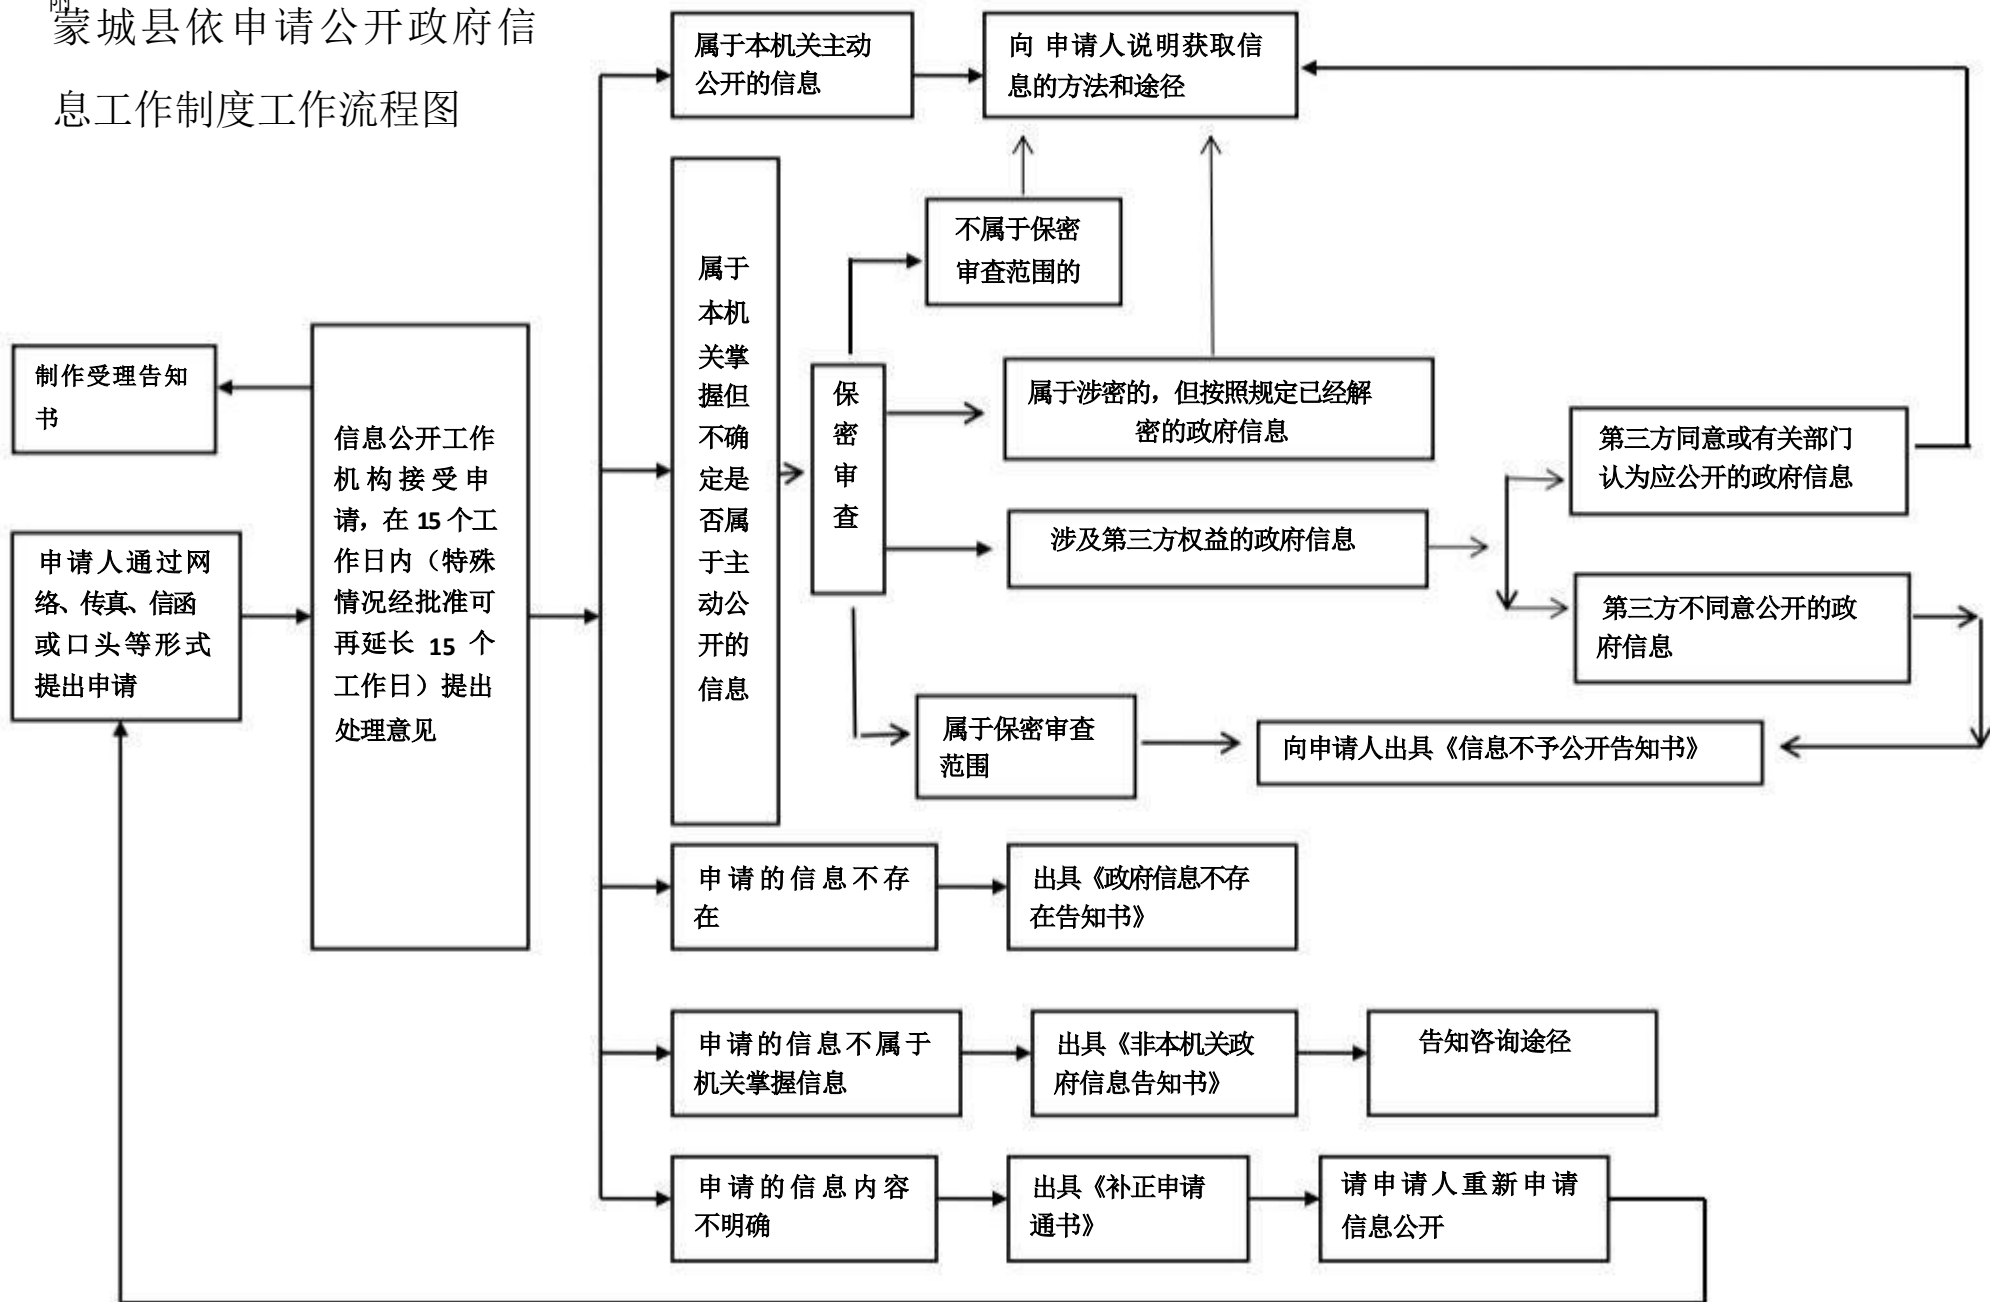 蒙城县依申请公开政府信
息工作制度工作流程图
属于本机关主动
公开的信息
向 申请人说明获取信
息的方法和途径
不属于保密
审查范围的
属于
本机
关掌
握但
不确
定是
否属
于主
动公
开的
信息
保
密
审
查
属于涉密的，但按照规定已经解
密的政府信息
涉及第三方权益的政府信息
第三方同意或有关部门
认为应公开的政府信息
第三方不同意公开的政
府信息
属于保密审查
范围
向申请人出具《信息不予公开告知书》
制作受理告知
书
信息公开工作
机构接受申
请，在 15 个工
作日内（特殊
情况经批准可
再延长 15 个
工作日）提出
处理意见
申请人通过网
络、传真、信函
或口头等形式
提出申请
申请的信息不存
在
出具《政府信息不存
在告知书》
申请的信息不属于
机关掌握信息
出具《非本机关政
府信息告知书》
告知咨询途径
申请的信息内容
不明确
出具《补正申请
通书》
请申请人重新申请
信息公开